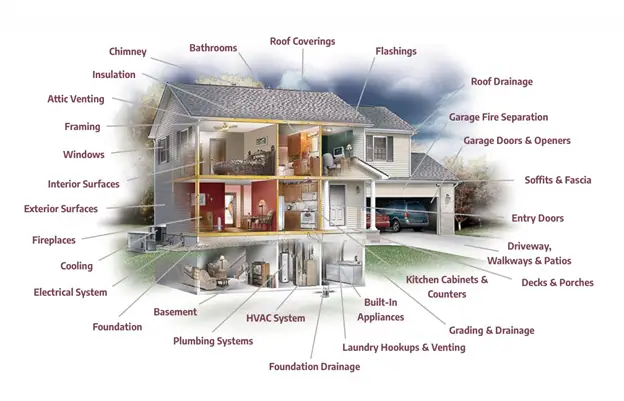 Roof Coverings
Bathrooms
Chimney
Flashings
Insulation
Roof Drainage
Attic Venting
Garage Fire Separation
Framing
Garage Doors & Openers
Windows
Soffits & Fascia
Interior Surfaces
Exterior Surfaces
Entry Doors
Fireplaces
Driveway,
Walkways & Patios
Cooling
Kitchen Cabinets &
Counters
Decks & Porches
Electrical System
Built-In
Appliances
Basement
HVAC System
Foundation
Grading & Drainage
Plumbing Systems
Laundry Hookups & Venting
Foundation Drainage